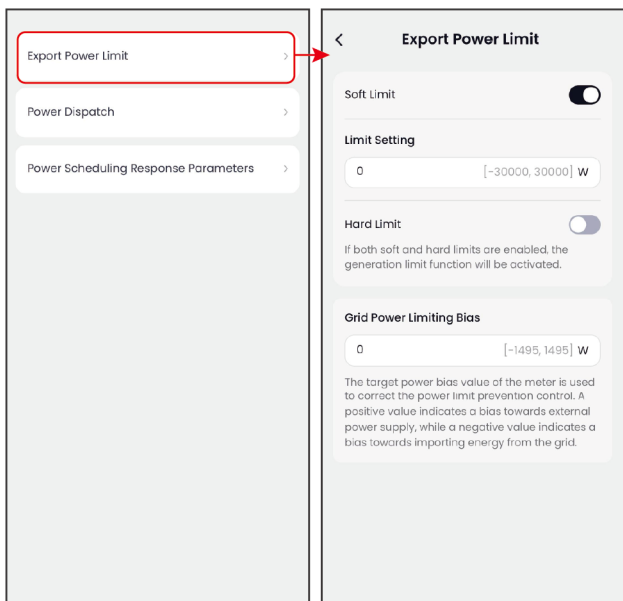 Export Power Limit
Power Dispatch
Power Scheduling Response Parameters
Export Power Limit
Soft Limit
Limit Setting
0 [-30000, 30000] W
Hard Limit
If both soft and hard limits are enabled, the
generation limit function will be activated.
Grid Power Limiting Bias
0 [-1495, 1495] W
The target power bias value of the meter is used
to correct the power limit prevention control. A
positive value indicates a bias towards external
power supply, while a negative value indicates a
bias towards importing energy from the grid.